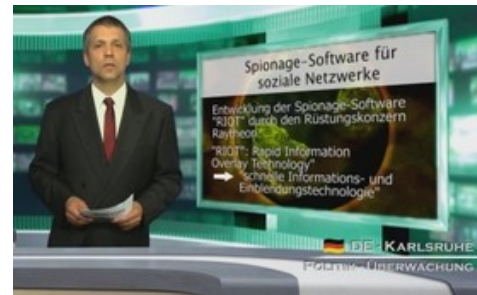 Spionage-Software für
soziale Netzwerke
Entwicklung der Spionage-Software
"RIOT" durch den Rüstungskonzern
Raytheon"
"RIOT": Rapid Information
Overlay Technology"
"schnelle Informations- und
Einblendungstechnologie"
DE - KARLSRUHE
POLITIK-ÜBERWACHUNG